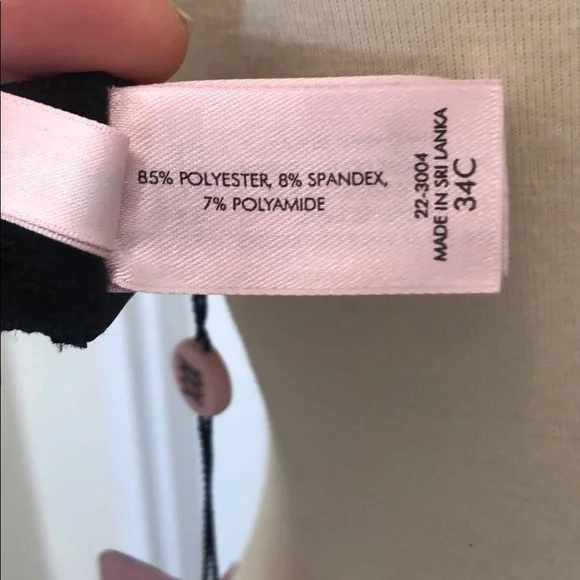 85% POLYESTER, 8% SPANDEX,
7% POLYAMIDE
22-3004
MADE IN SRI LANKA
34C